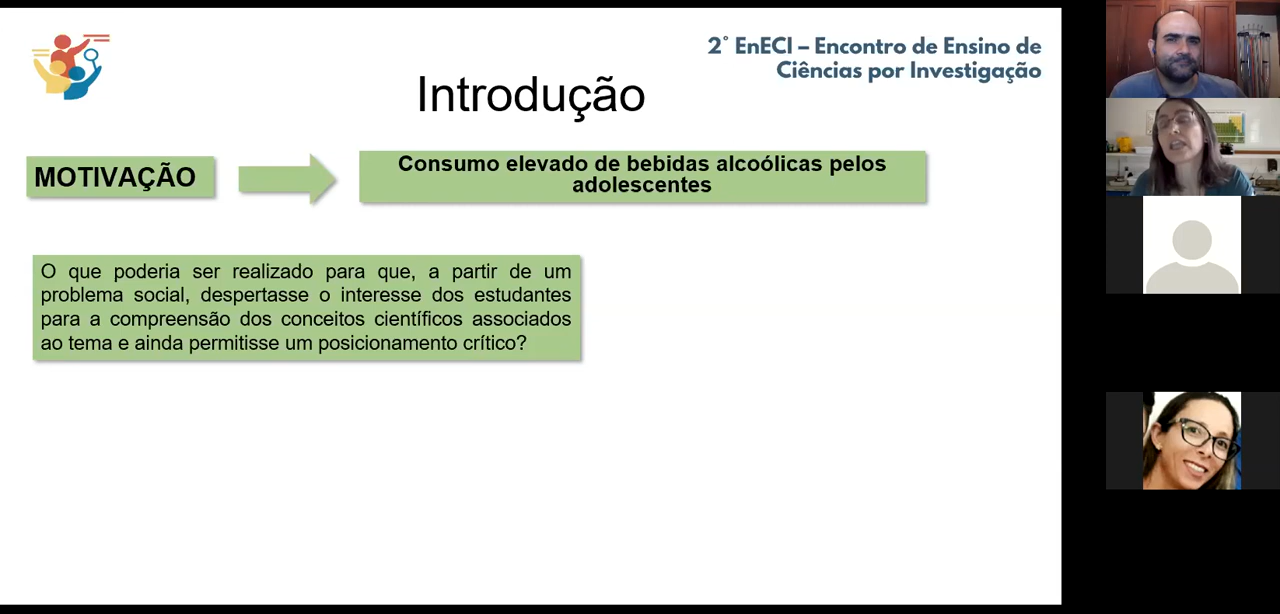 2° EnECI – Encontro de Ensino de
Ciências por Investigação
Introdução
MOTIVAÇÃO
Consumo elevado de bebidas alcoólicas pelos
adolescentes
O que poderia ser realizado para que, a partir de um
problema social, despertasse o interesse dos estudantes
para a compreensão dos conceitos científicos associados
ao tema e ainda permitisse um posicionamento crítico?